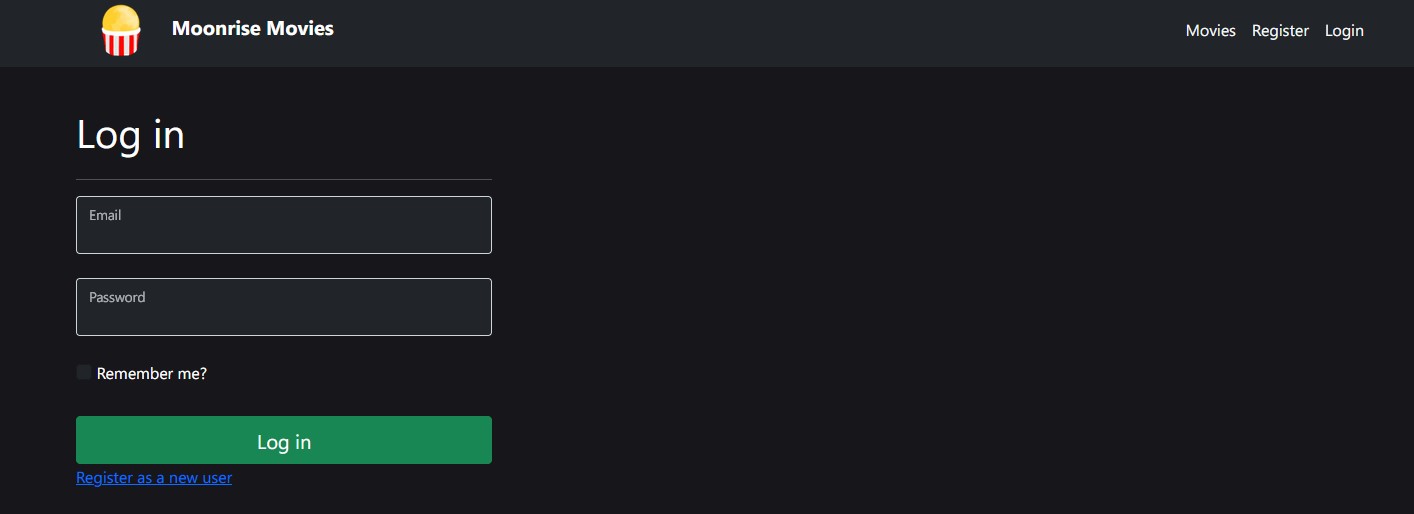 Moonrise Movies
Movies Register Login
Log in
Email
Password
Remember me?
Log in
Register as a new user